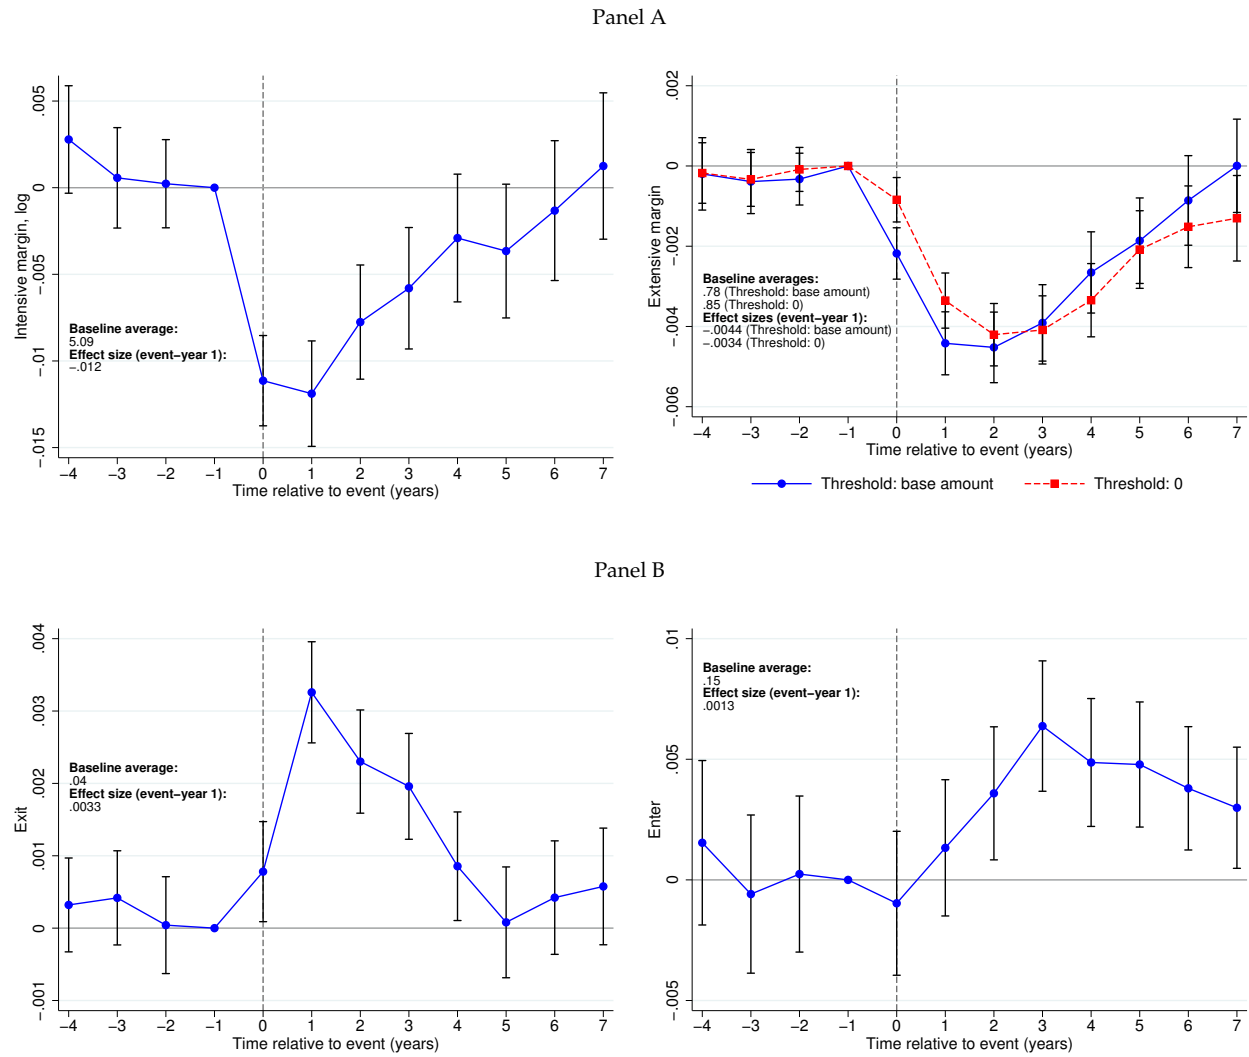 Panel A
.005
0
−.005
−.01
−.015
Intensive margin, log
Baseline average:
5.09
Effect size (event−year 1):
−.012
−4 −3 −2 −1 0 1 2 3 4 5 6 7
Time relative to event (years)
.002
0
−.002
−.004
−.006
Extensive margin
Baseline averages:
.78 (Threshold: base amount)
.85 (Threshold: 0)
Effect sizes (event−year 1):
−.0044 (Threshold: base amount)
−.0034 (Threshold: 0)
−4 −3 −2 −1 0 1 2 3 4 5 6 7
Time relative to event (years)
Threshold: base amount Threshold: 0
Panel B
.004
.003
.002
.001
0
−.001
Exit
Baseline average:
.04
Effect size (event−year 1):
.0033
−4 −3 −2 −1 0 1 2 3 4 5 6 7
Time relative to event (years)
.01
.005
0
−.005
Enter
Baseline average:
.15
Effect size (event−year 1):
.0013
−4 −3 −2 −1 0 1 2 3 4 5 6 7
Time relative to event (years)